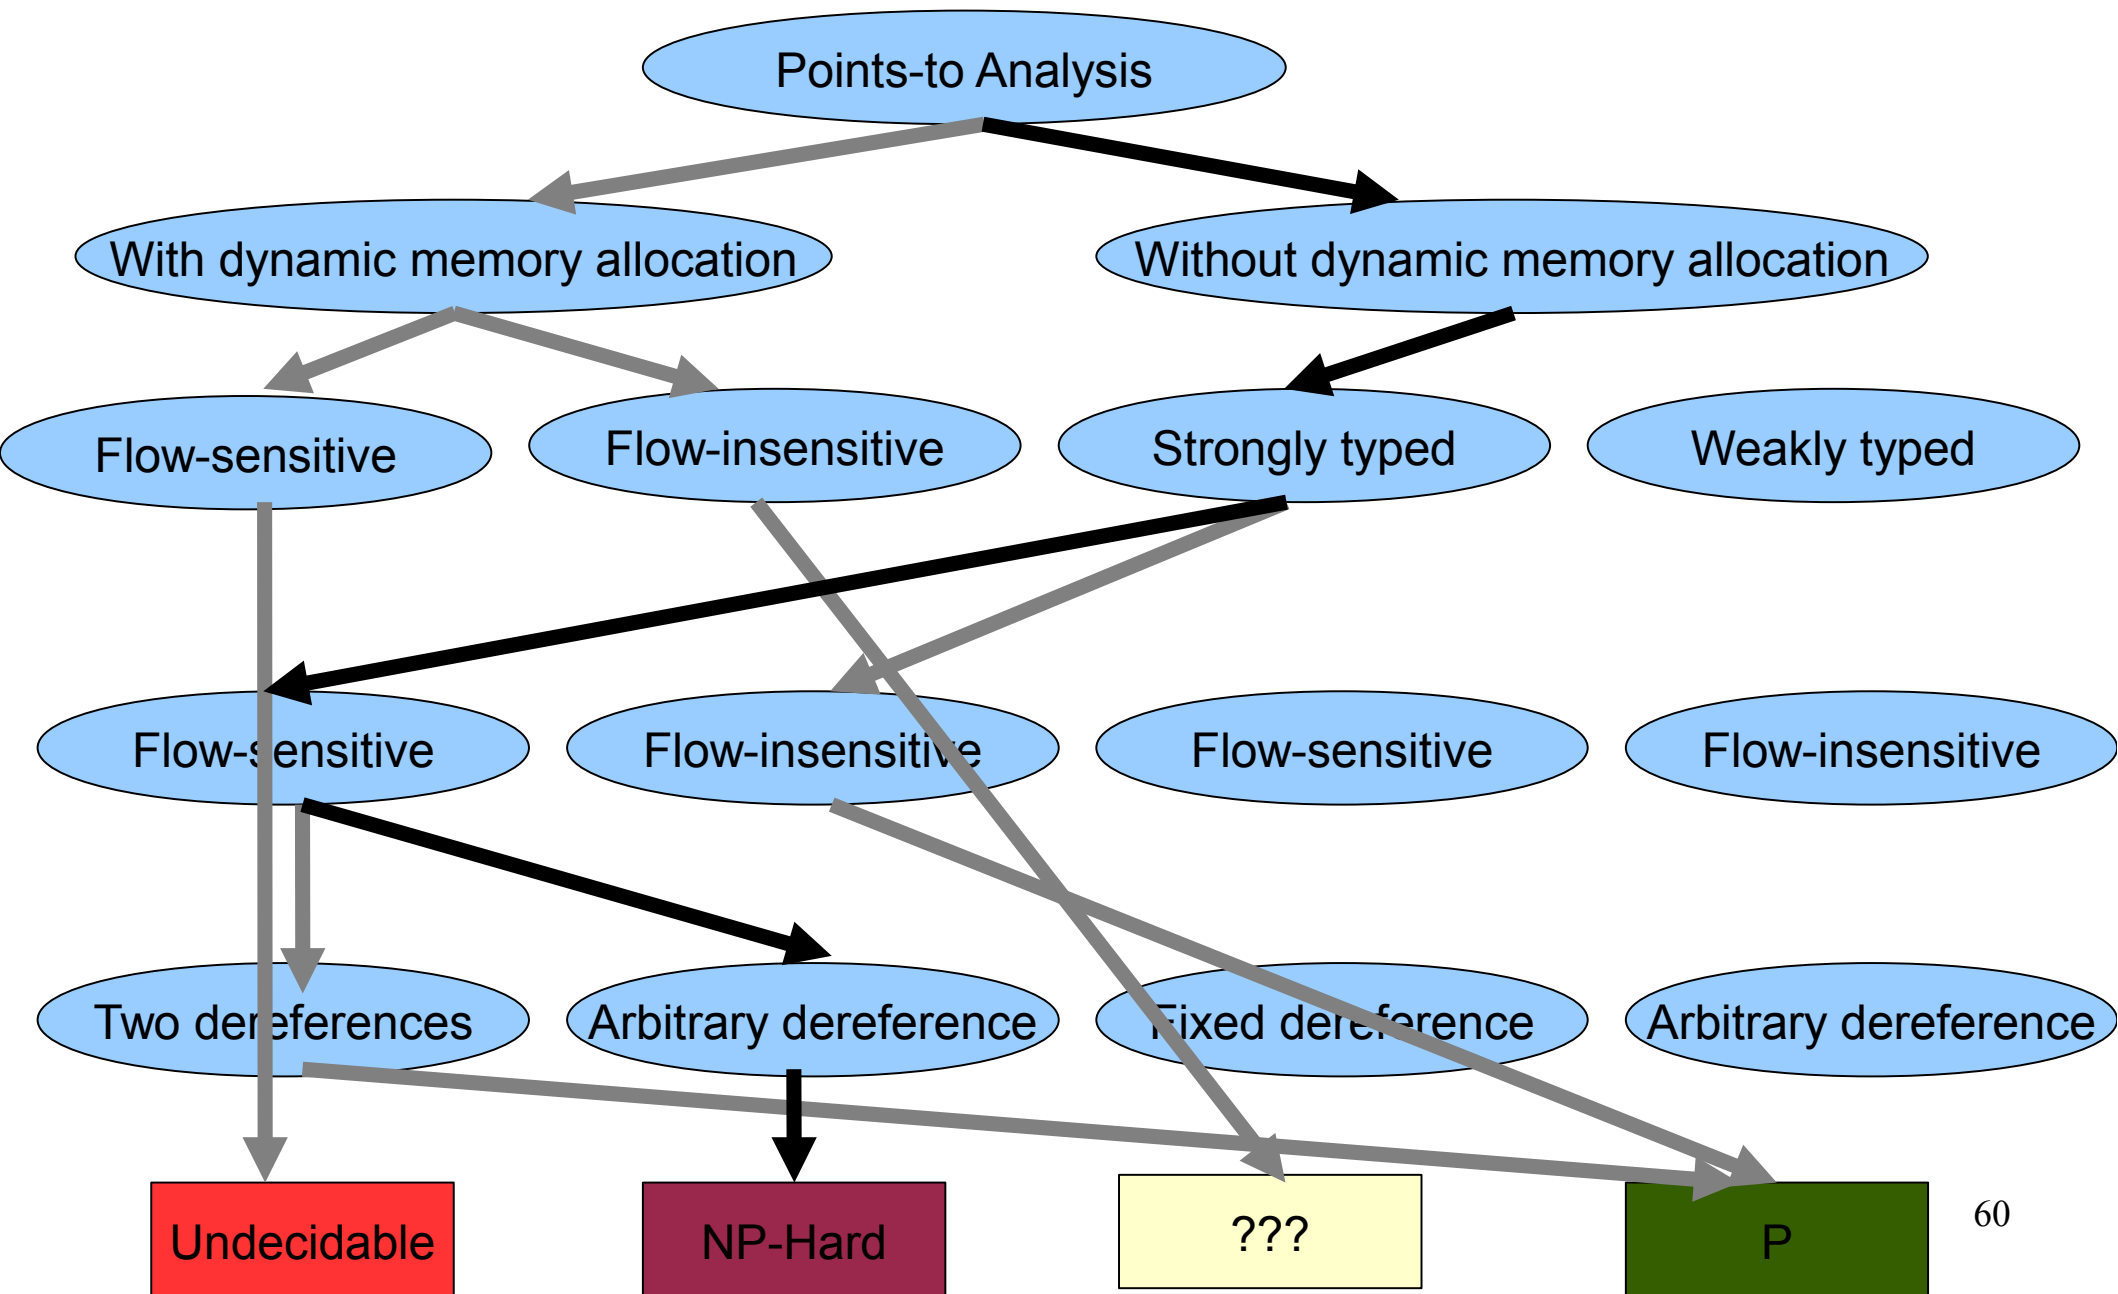 Points-to Analysis
With dynamic memory allocation
Without dynamic memory allocation
Flow-sensitive
Flow-insensitive
Strongly typed
Weakly typed
Flow-sensitive
Flow-insensitive
Flow-sensitive
Flow-insensitive
Two dereferences
Arbitrary dereference
Fixed dereference
Arbitrary dereference
Undecidable
NP-Hard
???
P
60